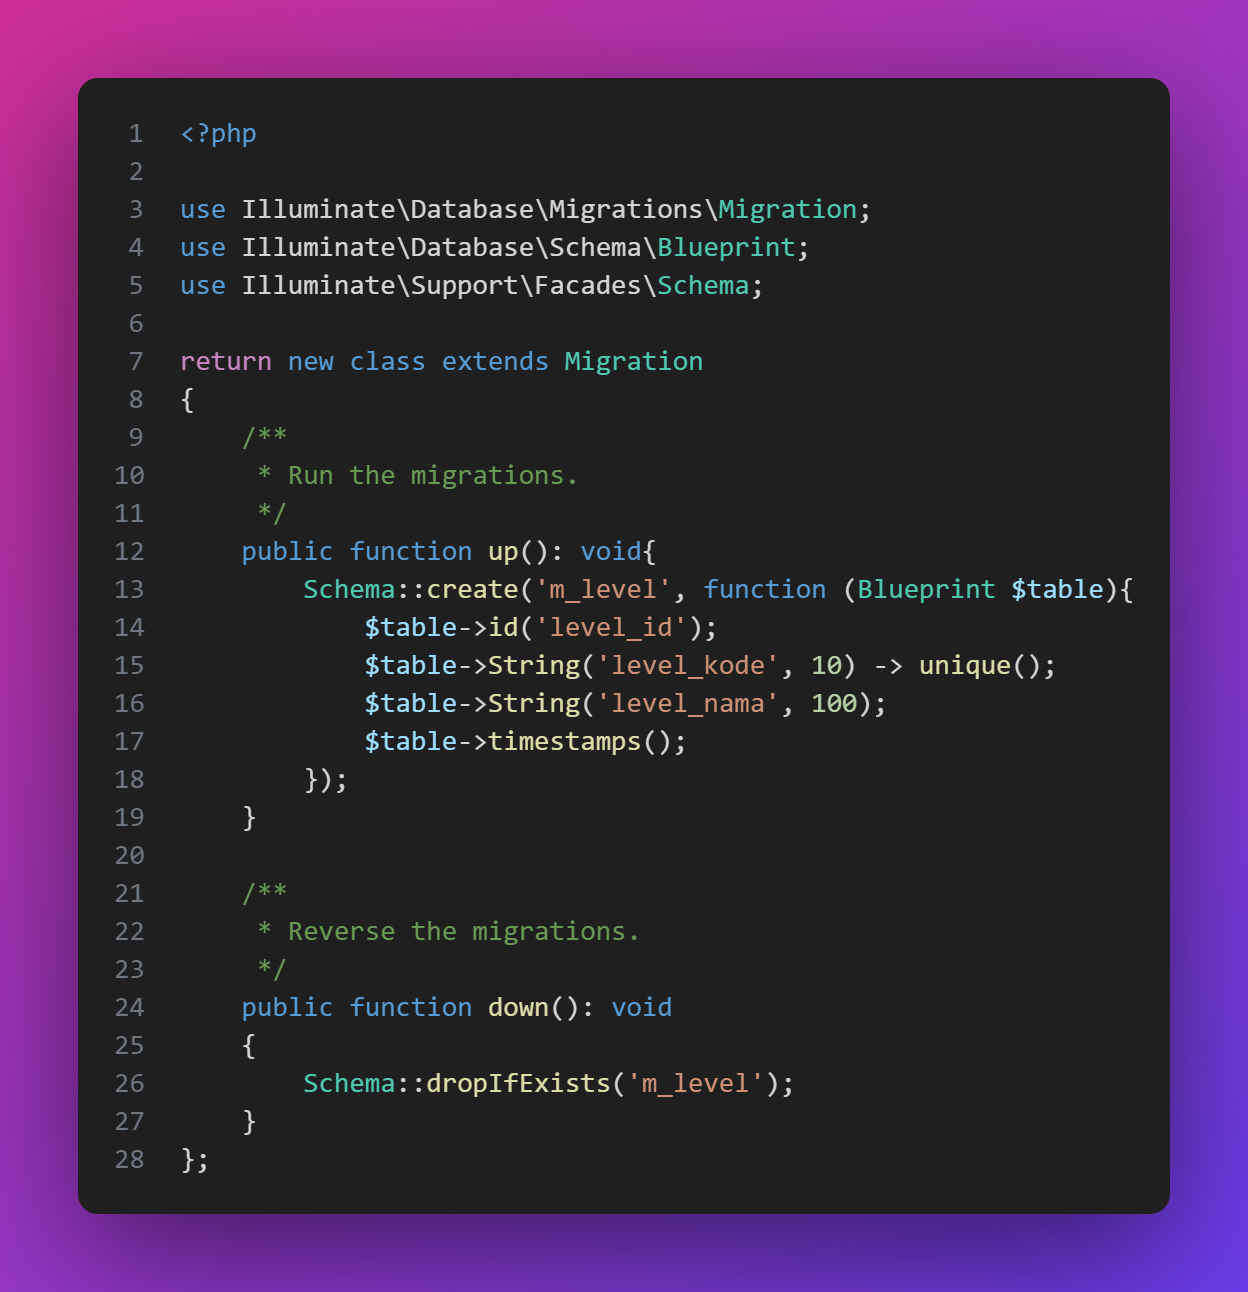 1 <?php
2
3 use Illuminate\Database\Migrations\Migration;
4 use Illuminate\Database\Schema\Blueprint;
5 use Illuminate\Support\Facades\Schema;
6
7 return new class extends Migration
8 {
9     /**
10      * Run the migrations.
11      */
12     public function up(): void{
13         Schema::create('m_level', function (Blueprint $table){
14             $table->id('level_id');
15             $table->String('level_kode', 10) -> unique();
16             $table->String('level_nama', 100);
17             $table->timestamps();
18         });
19     }
20
21     /**
22      * Reverse the migrations.
23      */
24     public function down(): void
25     {
26         Schema::dropIfExists('m_level');
27     }
28 };